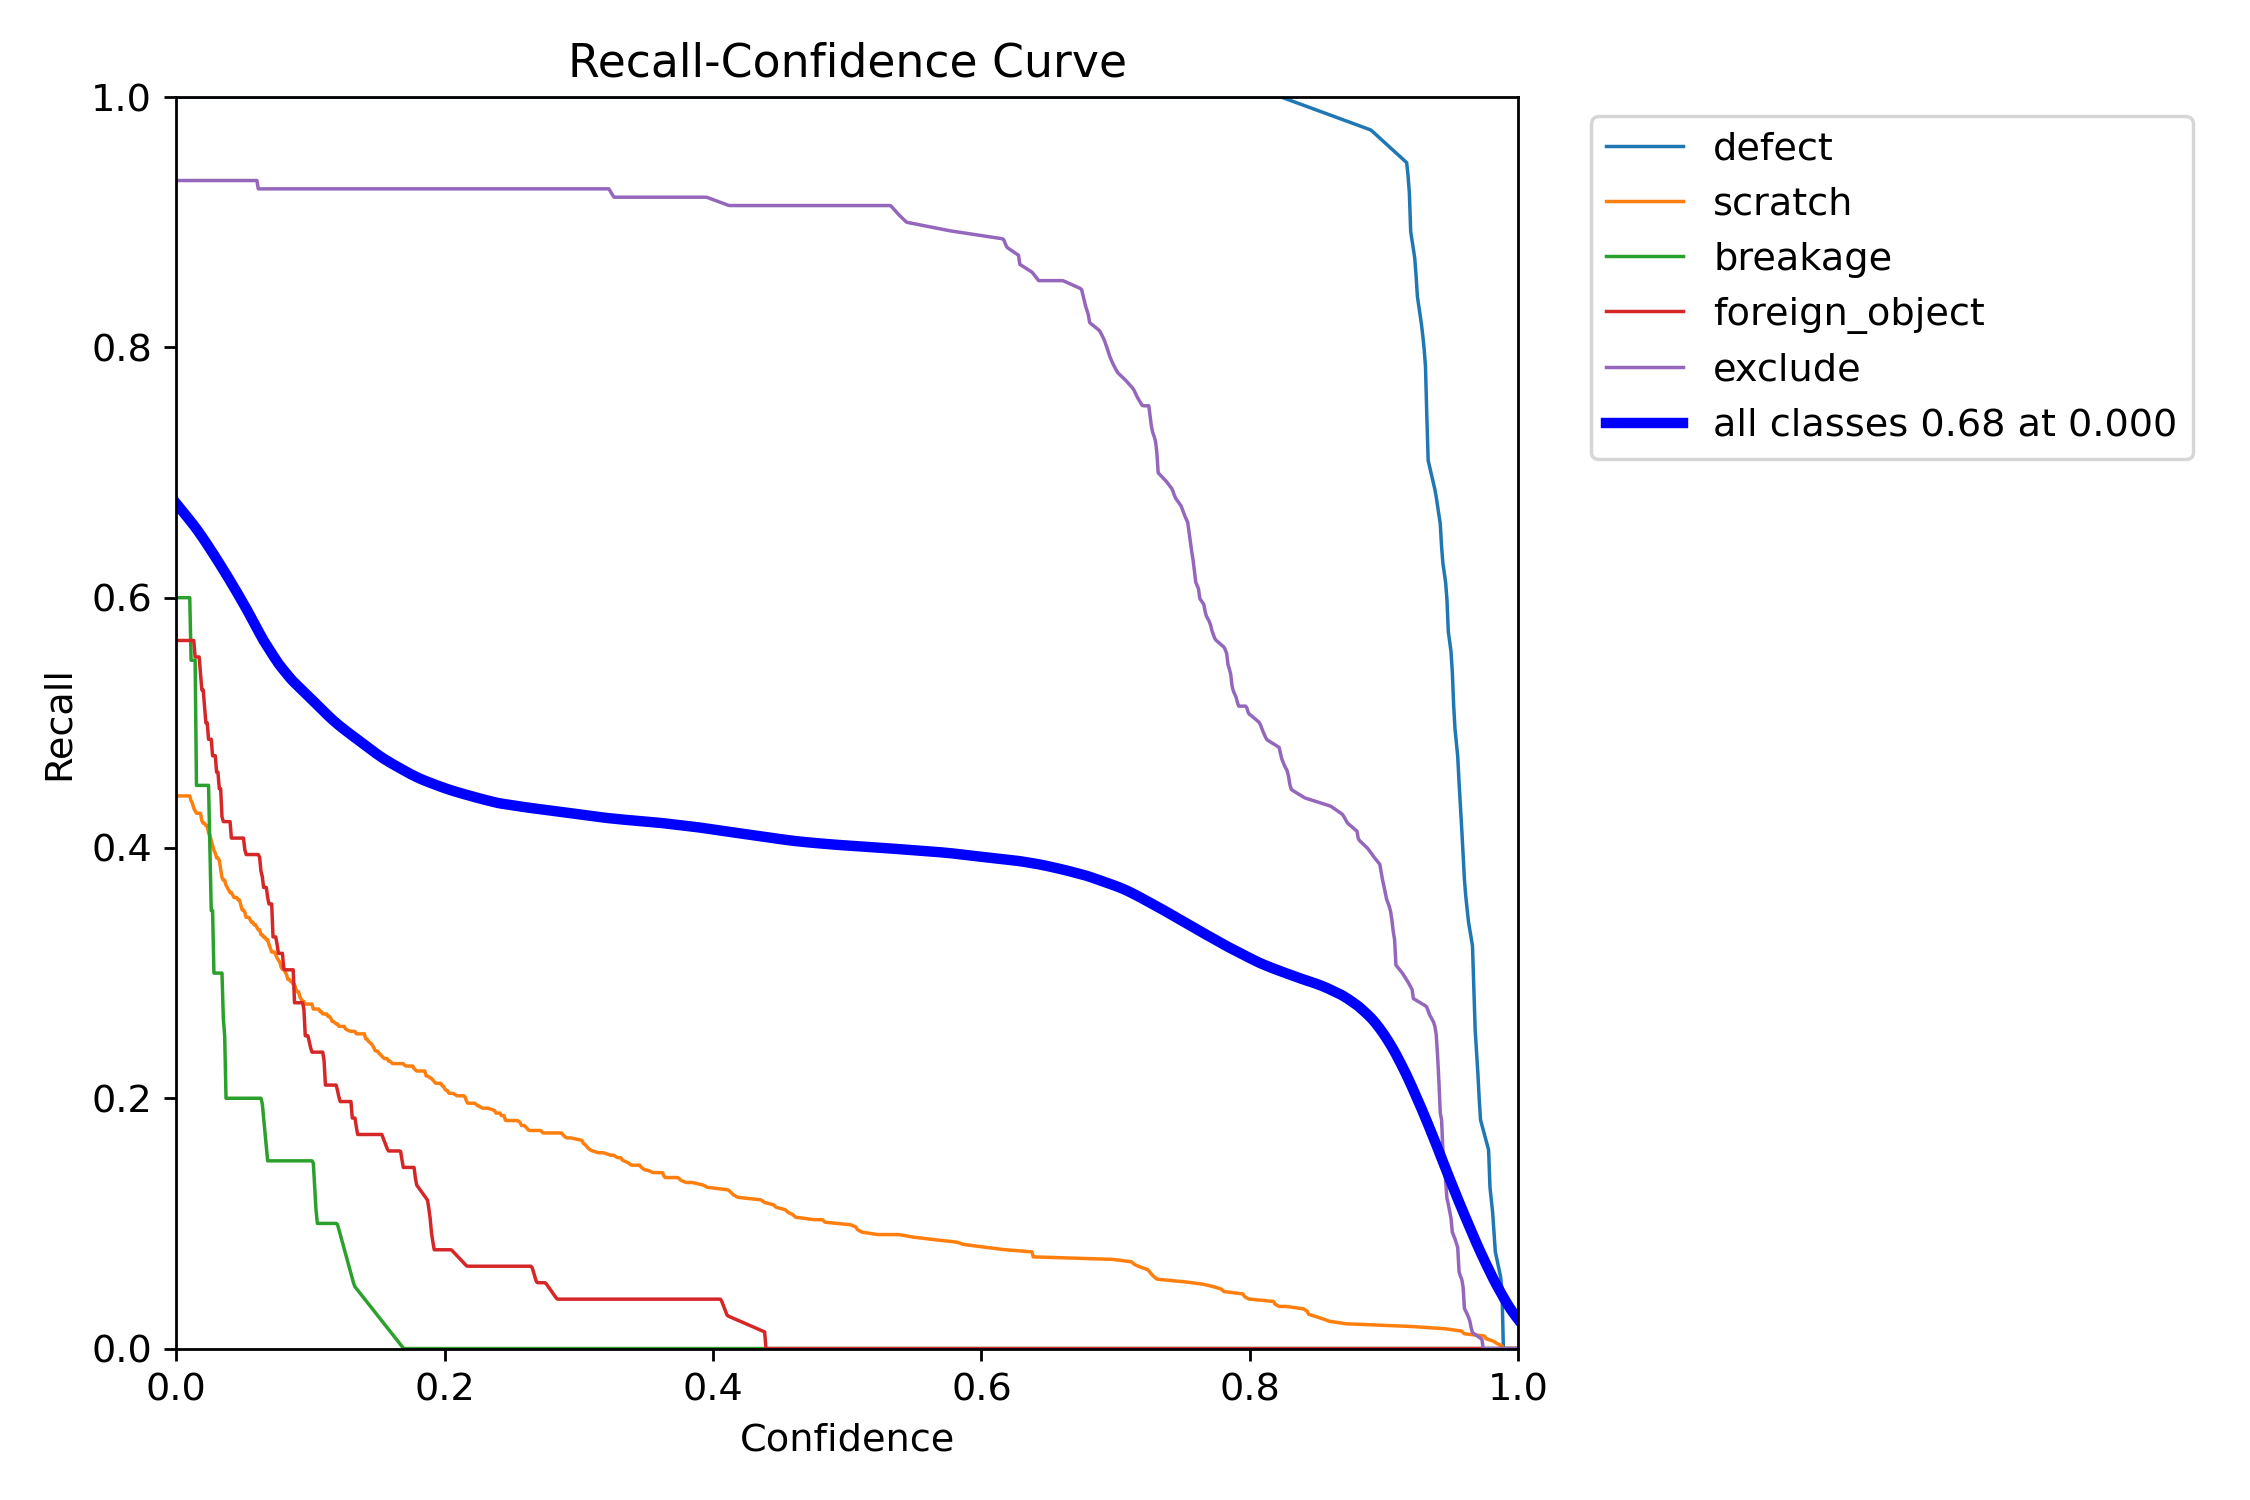 Recall-Confidence Curve
1.0
0.8
0.6
0.4
0.2
0.0
Recall
0.0 0.2 0.4 0.6 0.8 1.0
Confidence
defect
scratch
breakage
foreign_object
exclude
all classes 0.68 at 0.000